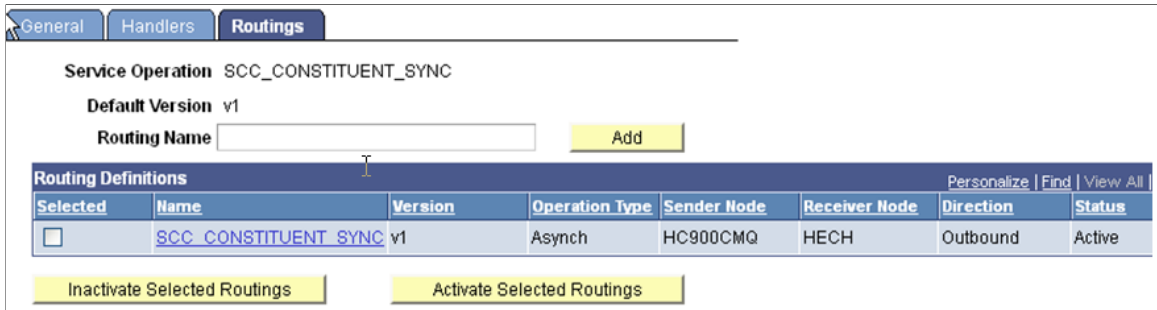 General Handlers Routings
Service Operation SCC_CONSTITUENT_SYNC
Default Version v1
Routing Name Add
Routing Definitions Personalize | Find | View All |
Selected Name Version Operation Type Sender Node Receiver Node Direction Status
SCC_CONSTITUENT_SYNC v1 Asynch HC900CMQ HECH Outbound Active
Inactivate Selected Routings Activate Selected Routings